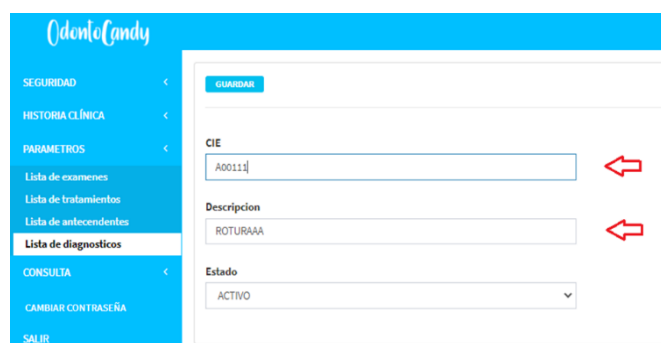 OdontoCandy
SEGURIDAD
HISTORIA CLÍNICA
PARAMETROS
Lista de examenes
Lista de tratamientos
Lista de antecendentes
Lista de diagnosticos
CONSULTA
CAMBIAR CONTRASEÑA
SALIR
GUARDAR
CIE
A00111
Descripcion
ROTURAAA
Estado
ACTIVO